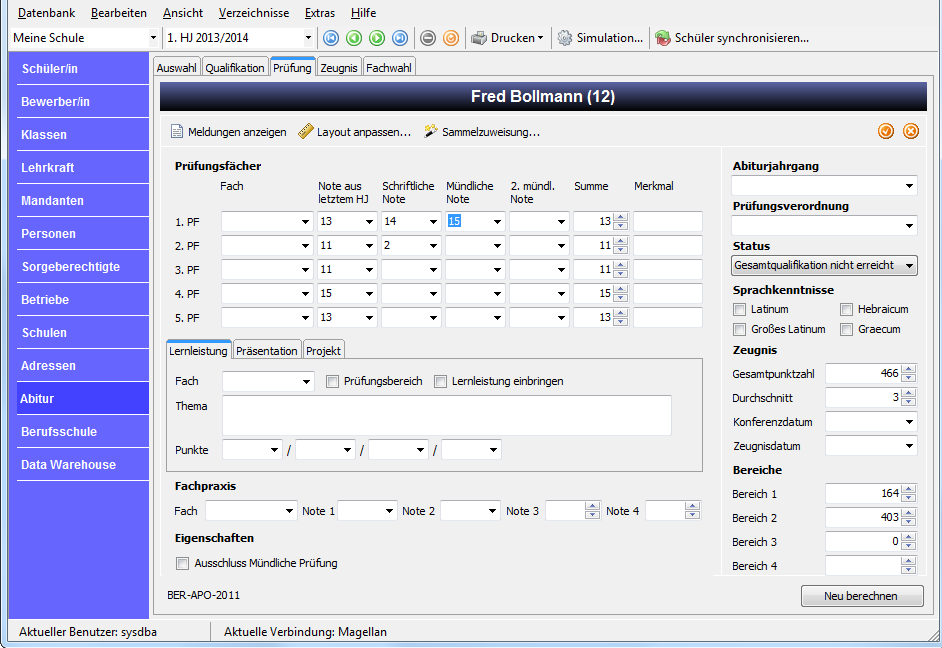 Datenbank Bearbeiten Ansicht Verzeichnisse Extras Hilfe
Meine Schule 1. HJ 2013/2014 Drucken Simulation... Schüler synchronisieren...
Schüler/in
Bewerber/in
Klassen
Lehrkraft
Mandanten
Personen
Sorgeberechtigte
Betriebe
Schulen
Adressen
Abitur
Berufsschule
Data Warehouse
Auswahl Qualifikation Prüfung Zeugnis Fachwahl
Fred Bollmann (12)
Meldungen anzeigen Layout anpassen... Sammelzuweisung...
Prüfungsfächer
Fach Note aus letztem HJ Schriftliche Note Mündliche Note 2. mündl. Note Summe Merkmal
1. PF 13 14 15 13
2. PF 11 2 11
3. PF 11 11
4. PF 15 15
5. PF 13 13
Lernleistung Präsentation Projekt
Fach Prüfungsbereich Lernleistung einbringen
Thema
Punkte / / /
Fachpraxis
Fach Note 1 Note 2 Note 3 Note 4
Eigenschaften
Ausschluss Mündliche Prüfung
BER-APO-2011
Abiturjahrgang
Prüfungsverordnung
Status
Gesamtqualifikation nicht erreicht
Sprachkenntnisse
Latinum Hebraicum
Großes Latinum Graecum
Zeugnis
Gesamtpunktzahl 466
Durchschnitt 3
Konferenzdatum
Zeugnisdatum
Bereiche
Bereich 1 164
Bereich 2 403
Bereich 3 0
Bereich 4
Neu berechnen
Aktueller Benutzer: sysdba Aktuelle Verbindung: Magellan